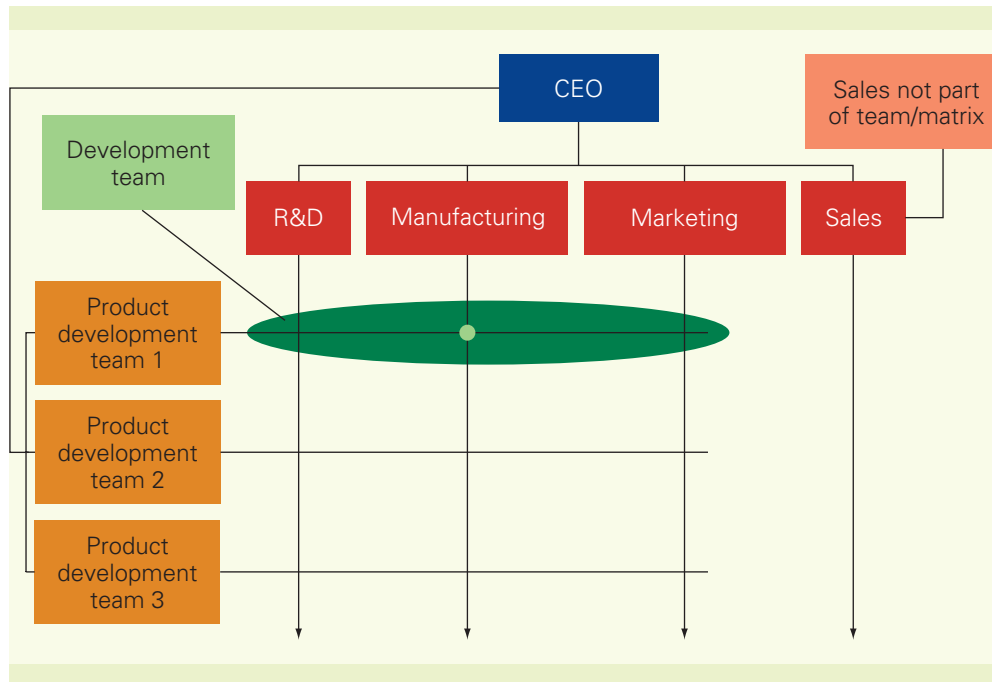 CEO
Sales not part
of team/matrix
Development
team
R&D
Manufacturing
Marketing
Sales
Product
development
team 1
Product
development
team 2
Product
development
team 3